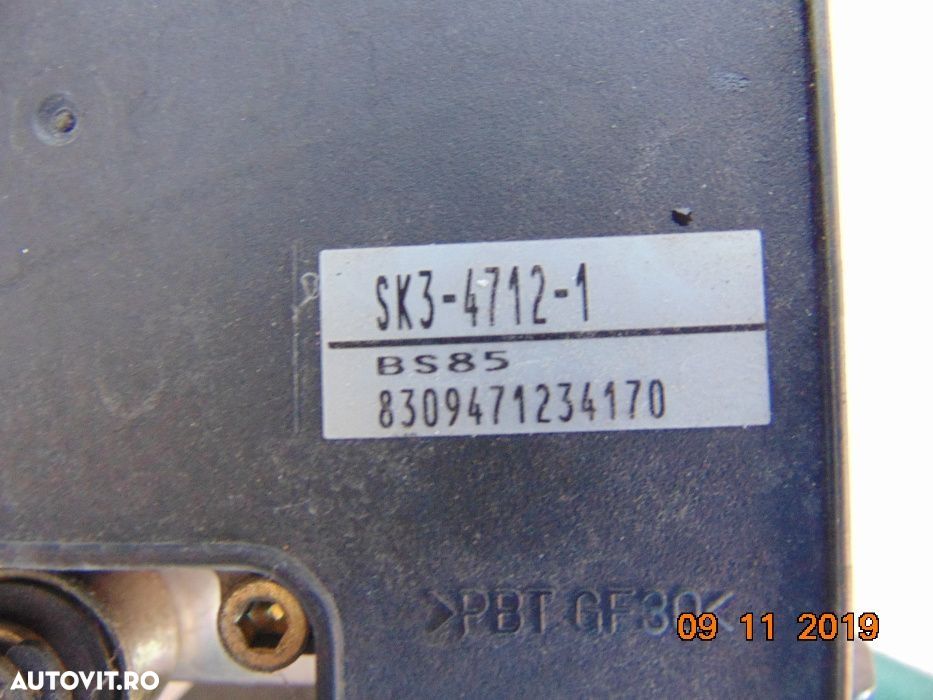 SK3-4712-1
BS85
8309471234170
>PBT GF30<
09 11 2019
AUTOVIT.RO